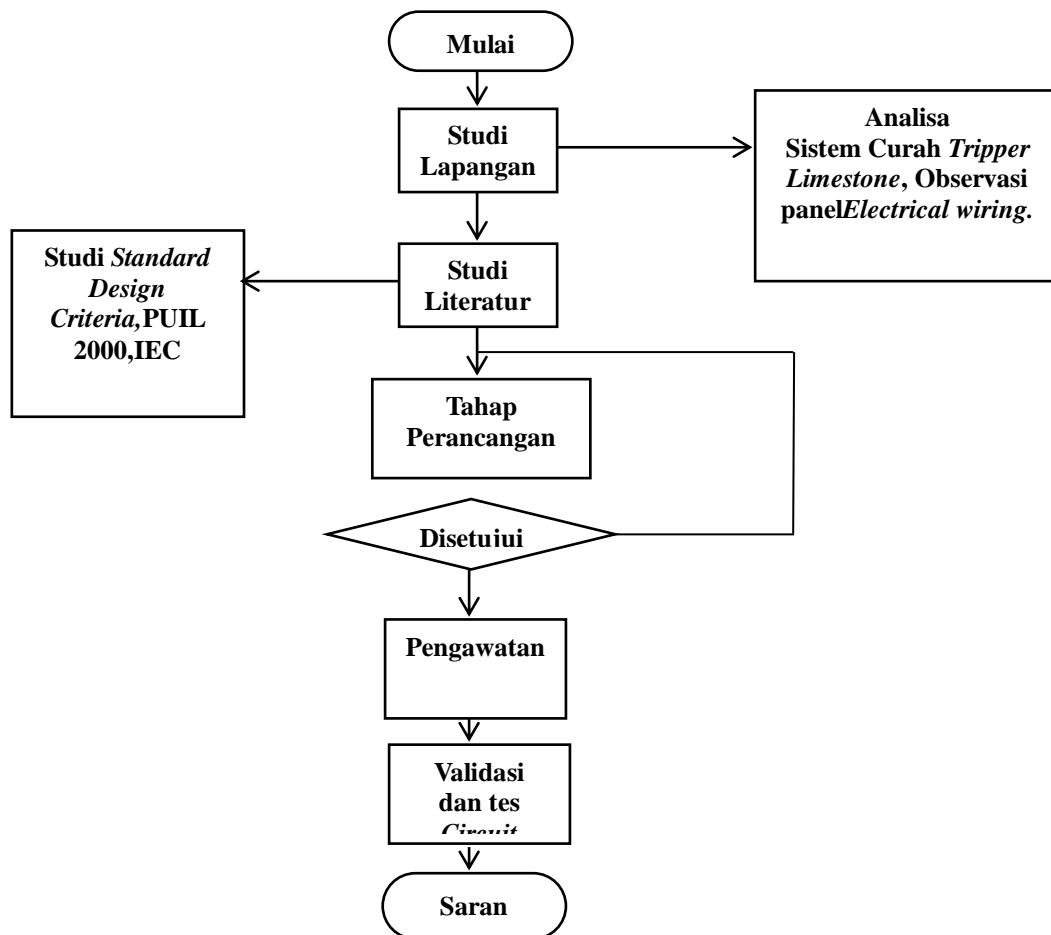 Mulai
Studi
Lapangan
Analisa
Sistem Curah Tripper
Limestone, Observasi
panelElectrical wiring.
Studi Standard
Design
Criteria,PUIL
2000,IEC
Studi
Literatur
Tahap
Perancangan
Disetujui
Pengawatan
Validasi
dan tes
Circuit
Saran